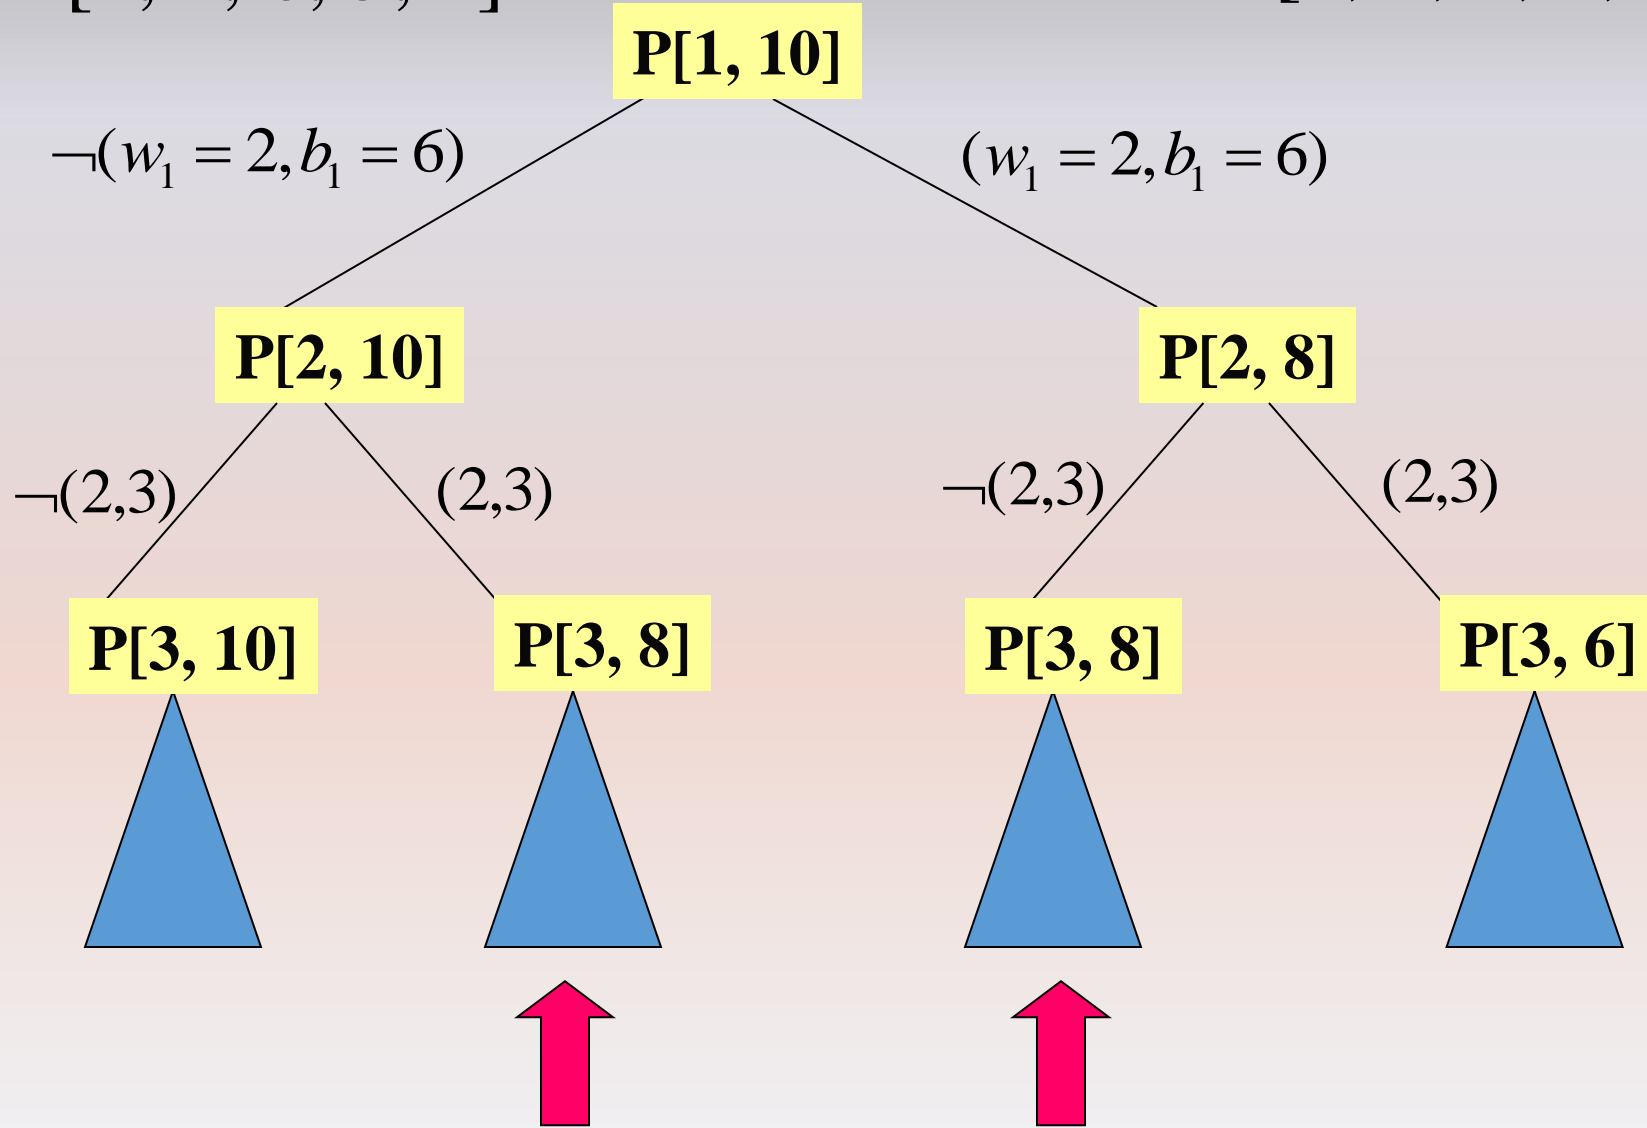 P[1, 10]
¬(w₁ = 2, b₁ = 6)
(w₁ = 2, b₁ = 6)
P[2, 10]
P[2, 8]
¬(2,3)
(2,3)
¬(2,3)
(2,3)
P[3, 10]
P[3, 8]
P[3, 8]
P[3, 6]